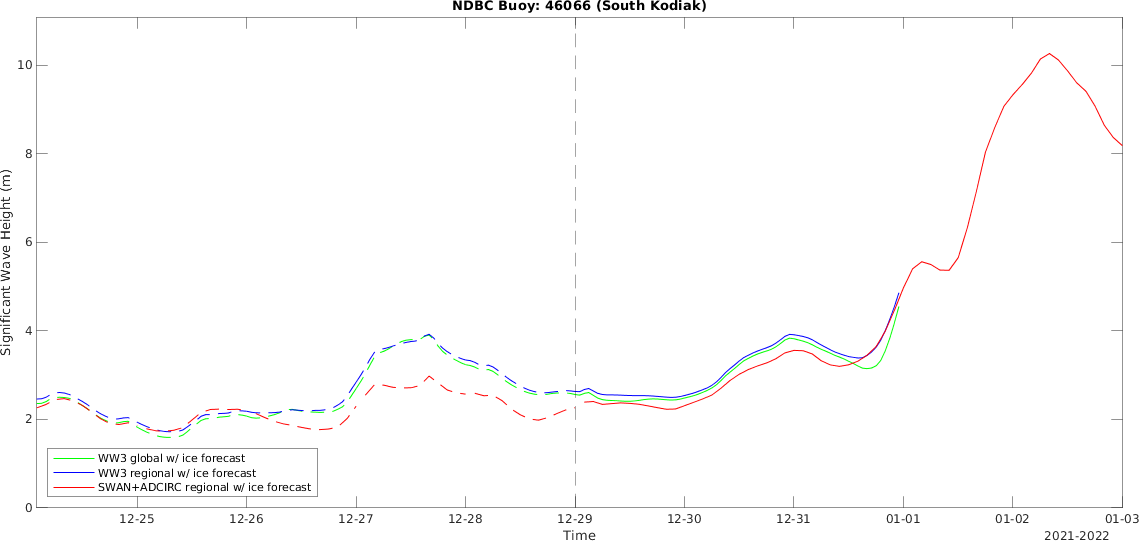 NDBC Buoy: 46066 (South Kodiak)
Significant Wave Height (m)
10
8
6
4
2
0
WW3 global w/ ice forecast
WW3 regional w/ ice forecast
SWAN+ADCIRC regional w/ ice forecast
12-25 12-26 12-27 12-28 12-29 12-30 12-31 01-01 01-02 01-03
Time
2021-2022